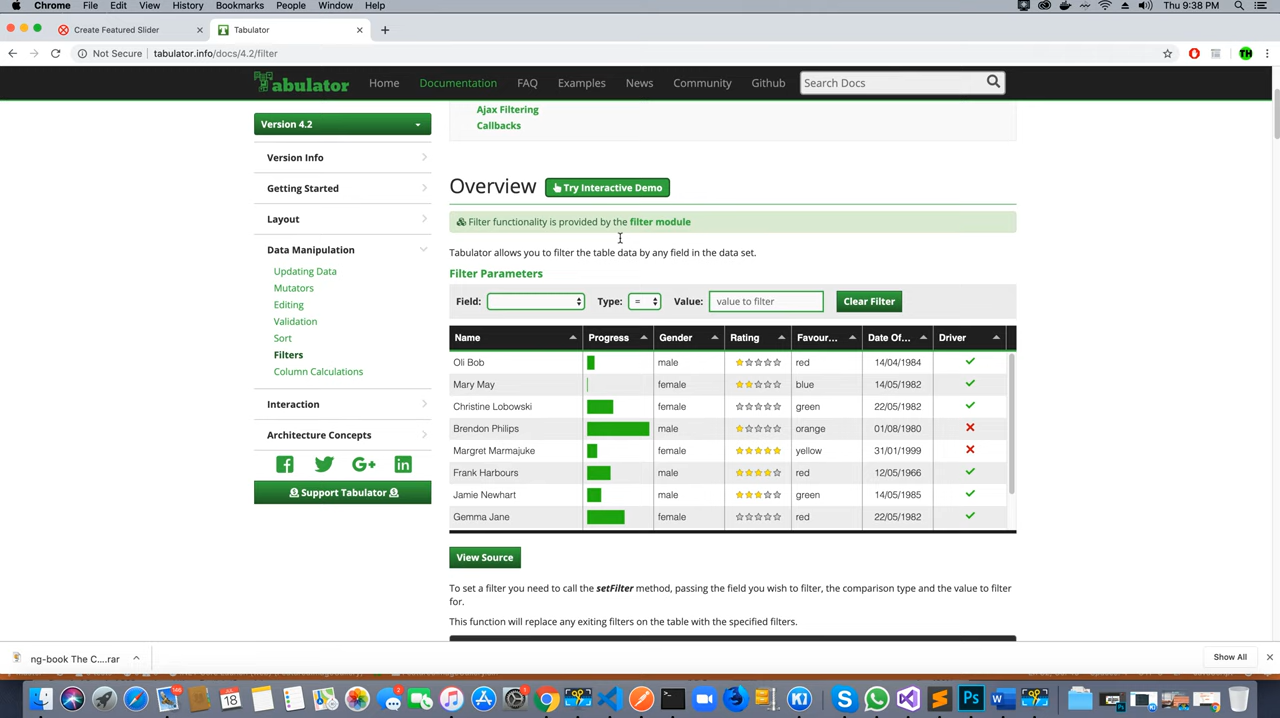 Chrome File Edit View History Bookmarks People Window Help Thu 9:38 PM
Create Featured Slider Tabulator
Not Secure tabulator.info/docs/4.2/filter TH
Tabulator Home Documentation FAQ Examples News Community Github Search Docs
Version 4.2
Version Info
Getting Started
Layout
Data Manipulation
Updating Data
Mutators
Editing
Validation
Sort
Filters
Column Calculations
Interaction
Architecture Concepts
Support Tabulator
Ajax Filtering
Callbacks
Overview Try Interactive Demo
Filter functionality is provided by the filter module
Tabulator allows you to filter the table data by any field in the data set.
Filter Parameters
Field: Type: = Value: value to filter Clear Filter
Name Progress Gender Rating Favour... Date Of... Driver
Oli Bob male red 14/04/1984
Mary May female blue 14/05/1982
Christine Lobowski female green 22/05/1982
Brendon Philips male orange 01/08/1980
Margret Marmajuke female yellow 31/01/1999
Frank Harbours male red 12/05/1966
Jamie Newhart male green 14/05/1985
Gemma Jane female red 22/05/1982
View Source
To set a filter you need to call the setFilter method, passing the field you wish to filter, the comparison type and the value to filter
for.
This function will replace any exiting filters on the table with the specified filters.
ng-book The C....rar Show All